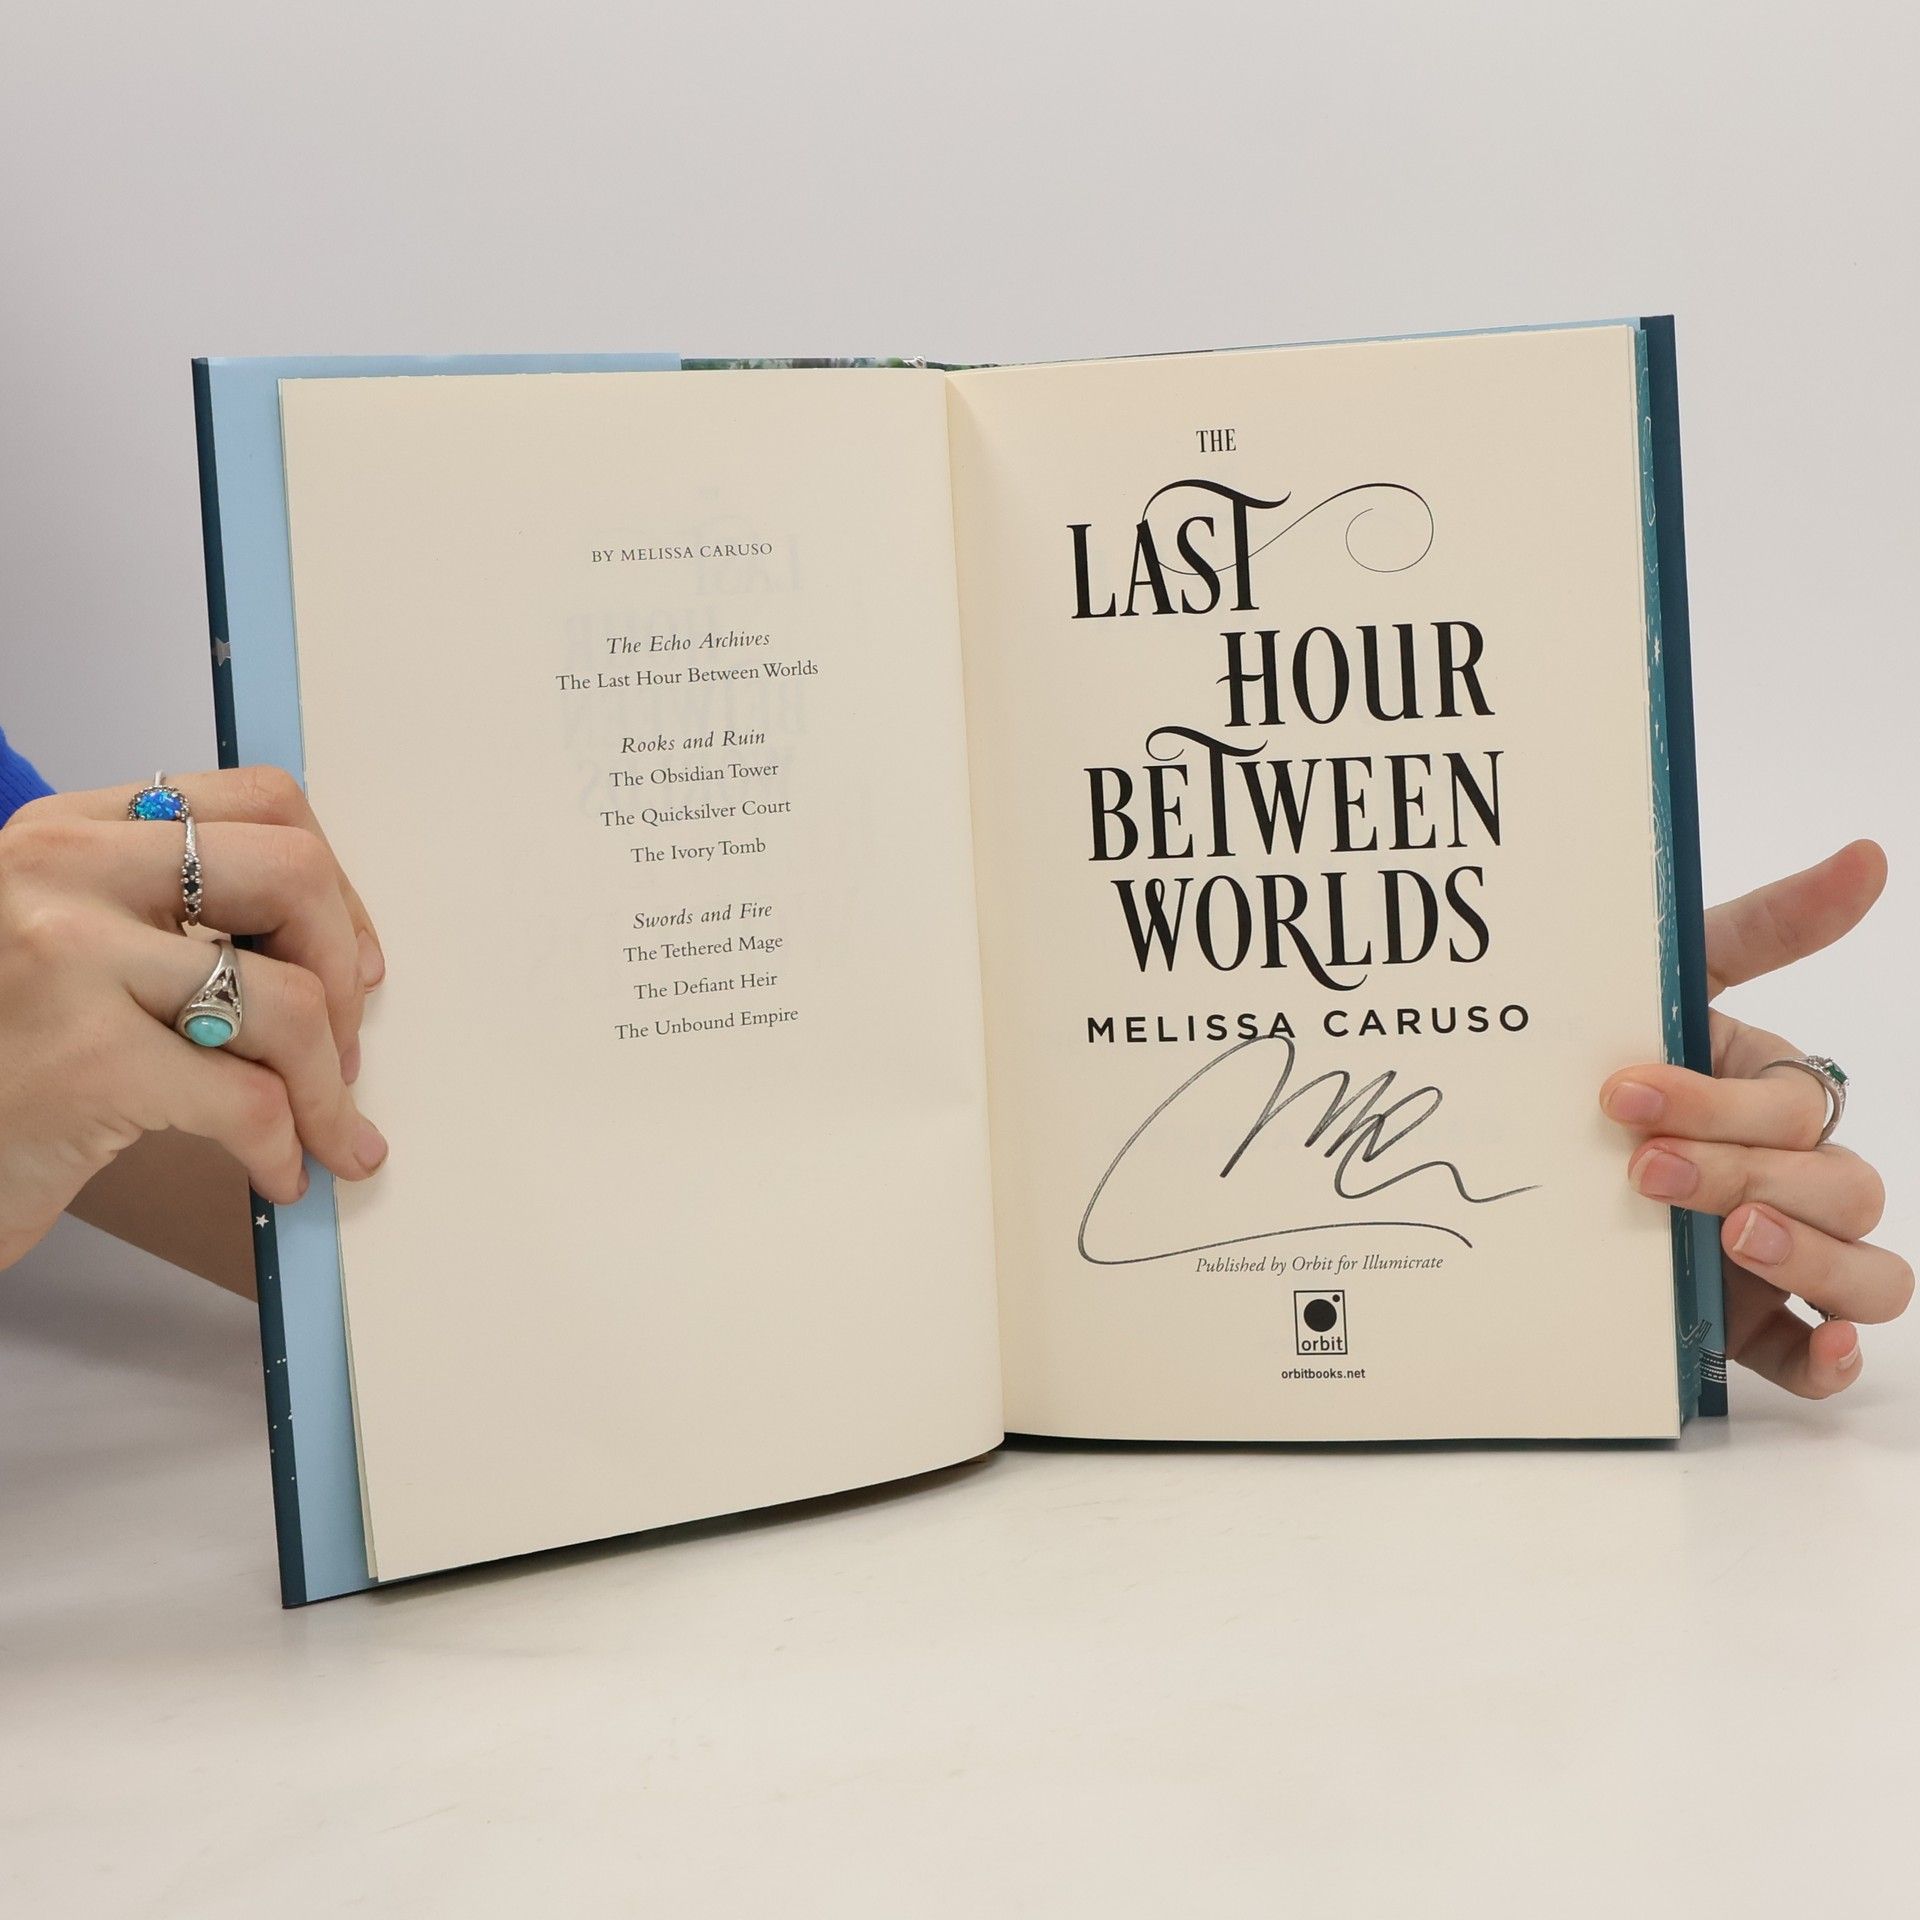 BY MELISSA CARUSO
The Echo Archives
The Last Hour Between Worlds
Rooks and Ruin
The Obsidian Tower
The Quicksilver Court
The Ivory Tomb
Swords and Fire
The Tethered Mage
The Defiant Heir
The Unbound Empire
THE
LAST
HOUR
BETWEEN
WORLDS
MELISSA CARUSO
Published by Orbit for Illumicrate
orbit
orbitbooks.net